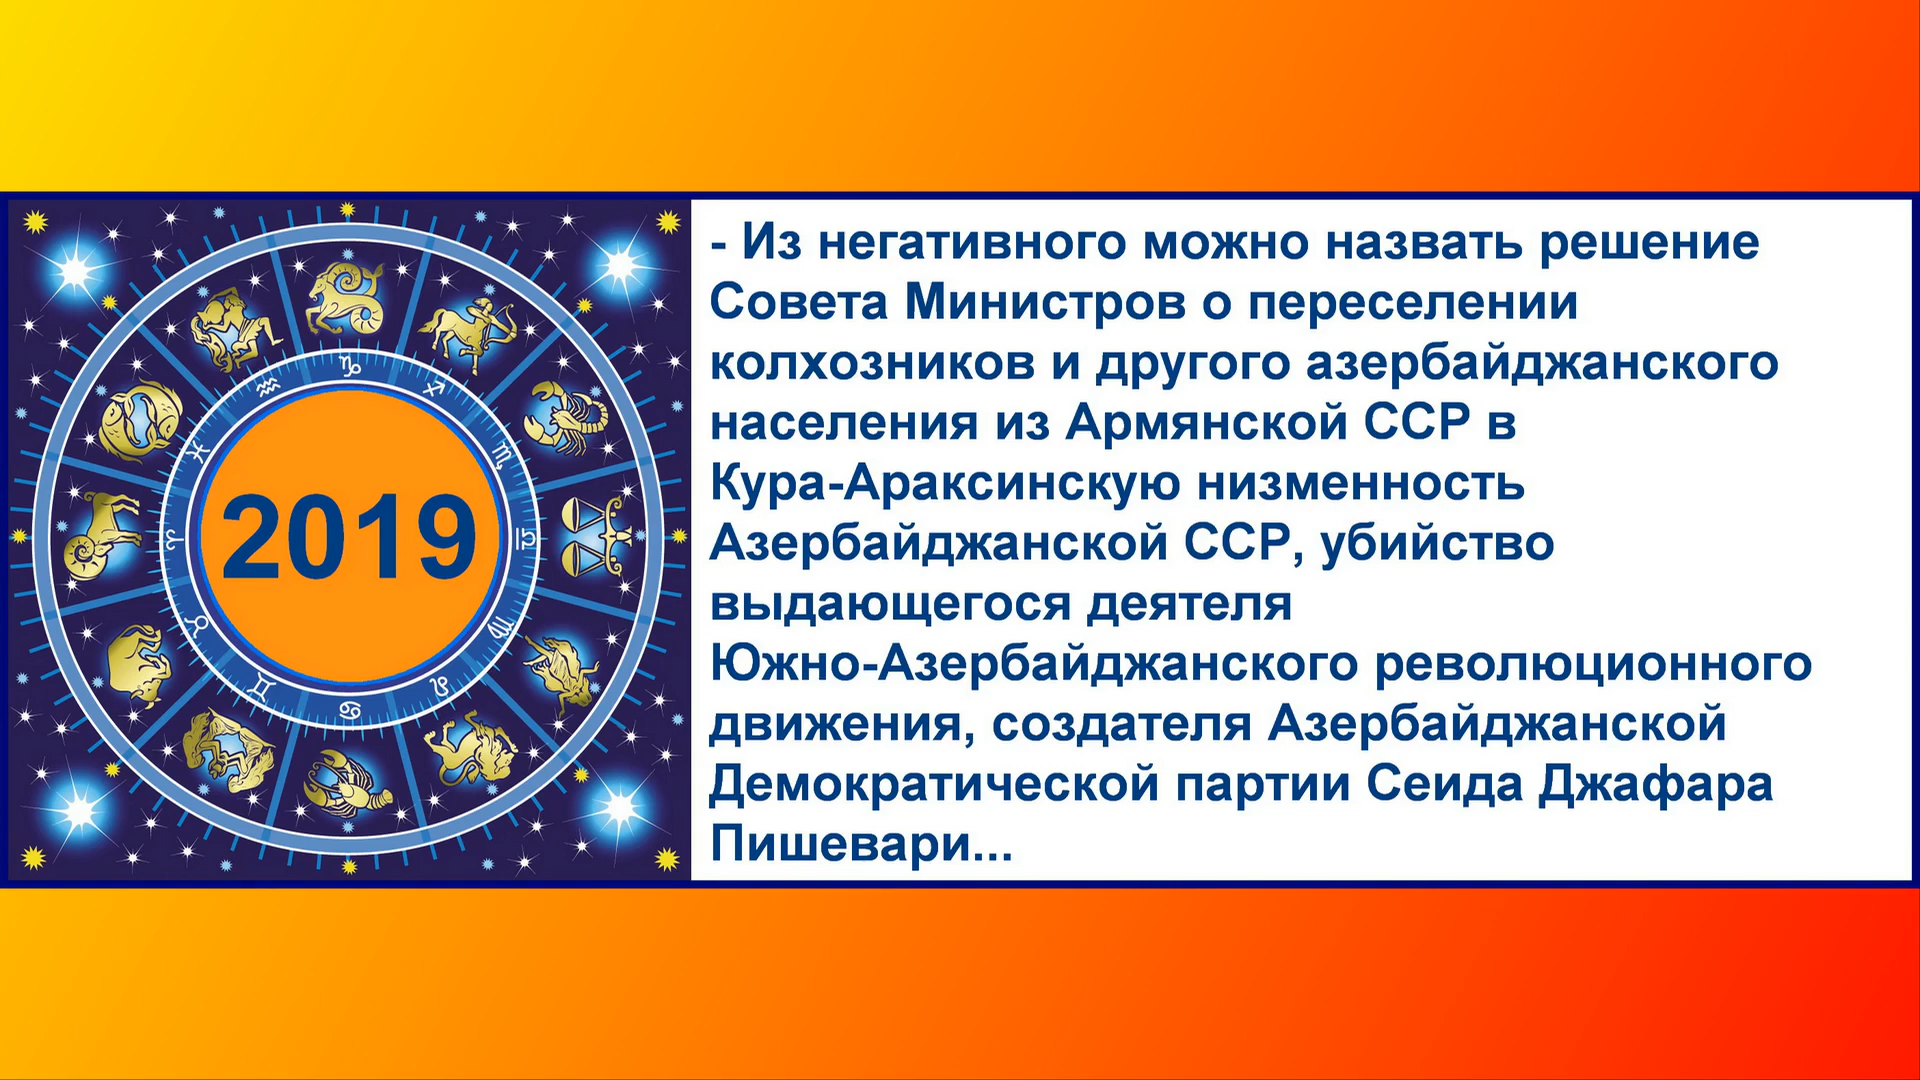 2019
- Из негативного можно назвать решение
Совета Министров о переселении
колхозников и другого азербайджанского
населения из Армянской ССР в
Кура-Араксинскую низменность
Азербайджанской ССР, убийство
выдающегося деятеля
Южно-Азербайджанского революционного
движения, создателя Азербайджанской
Демократической партии Сеида Джафара
Пишевари...